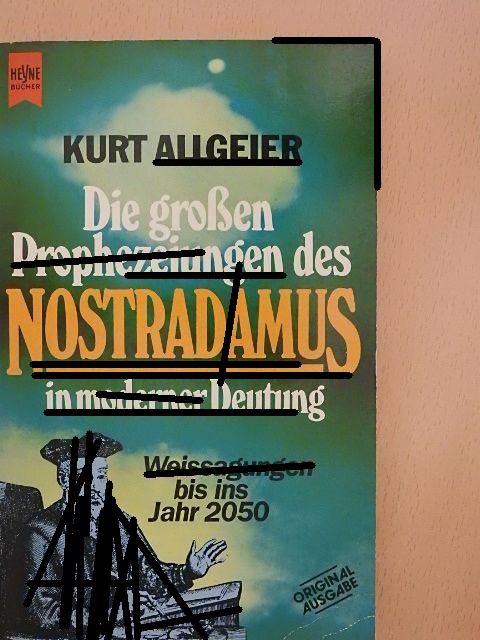 HEYNE
BÜCHER
KURT ALLGEIER
Die großen
Prophezeiungen des
NOSTRADAMUS
in moderner Deutung
Weissagungen
bis ins
Jahr 2050
ORIGINAL
AUSGABE